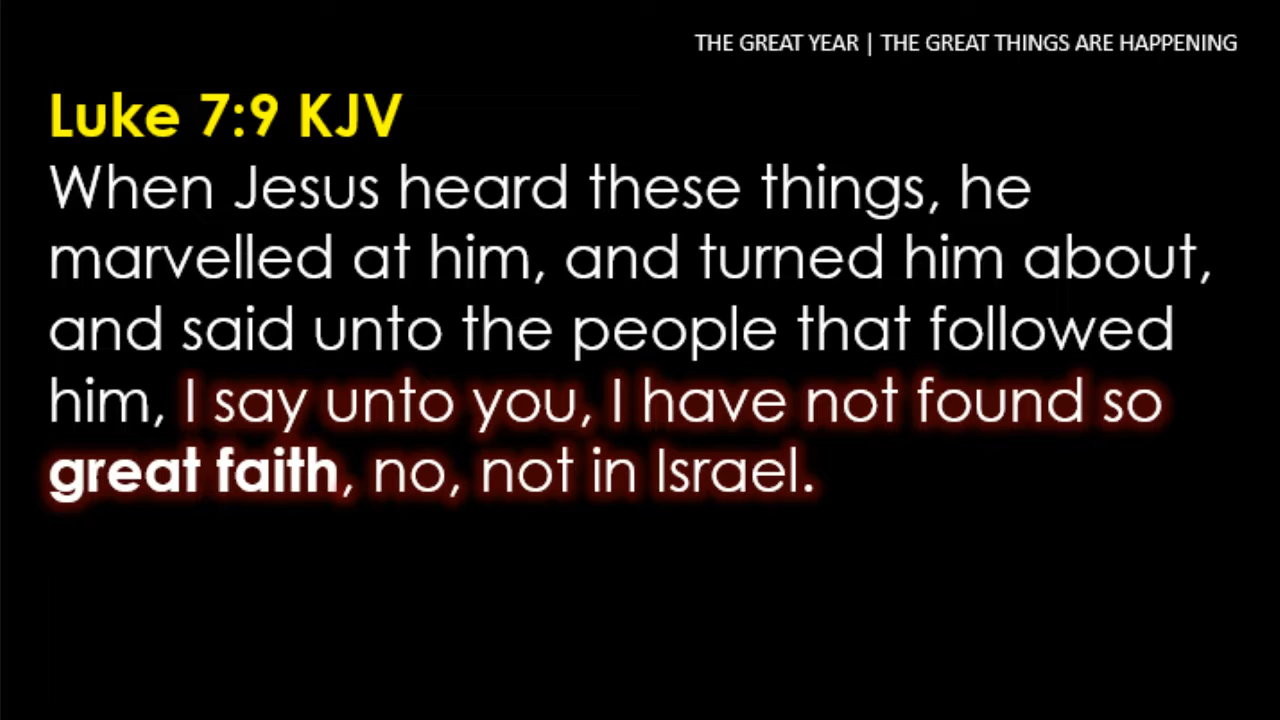 THE GREAT YEAR | THE GREAT THINGS ARE HAPPENING
Luke 7:9 KJV
When Jesus heard these things, he
marvelled at him, and turned him about,
and said unto the people that followed
him, I say unto you, I have not found so
great faith, no, not in Israel.